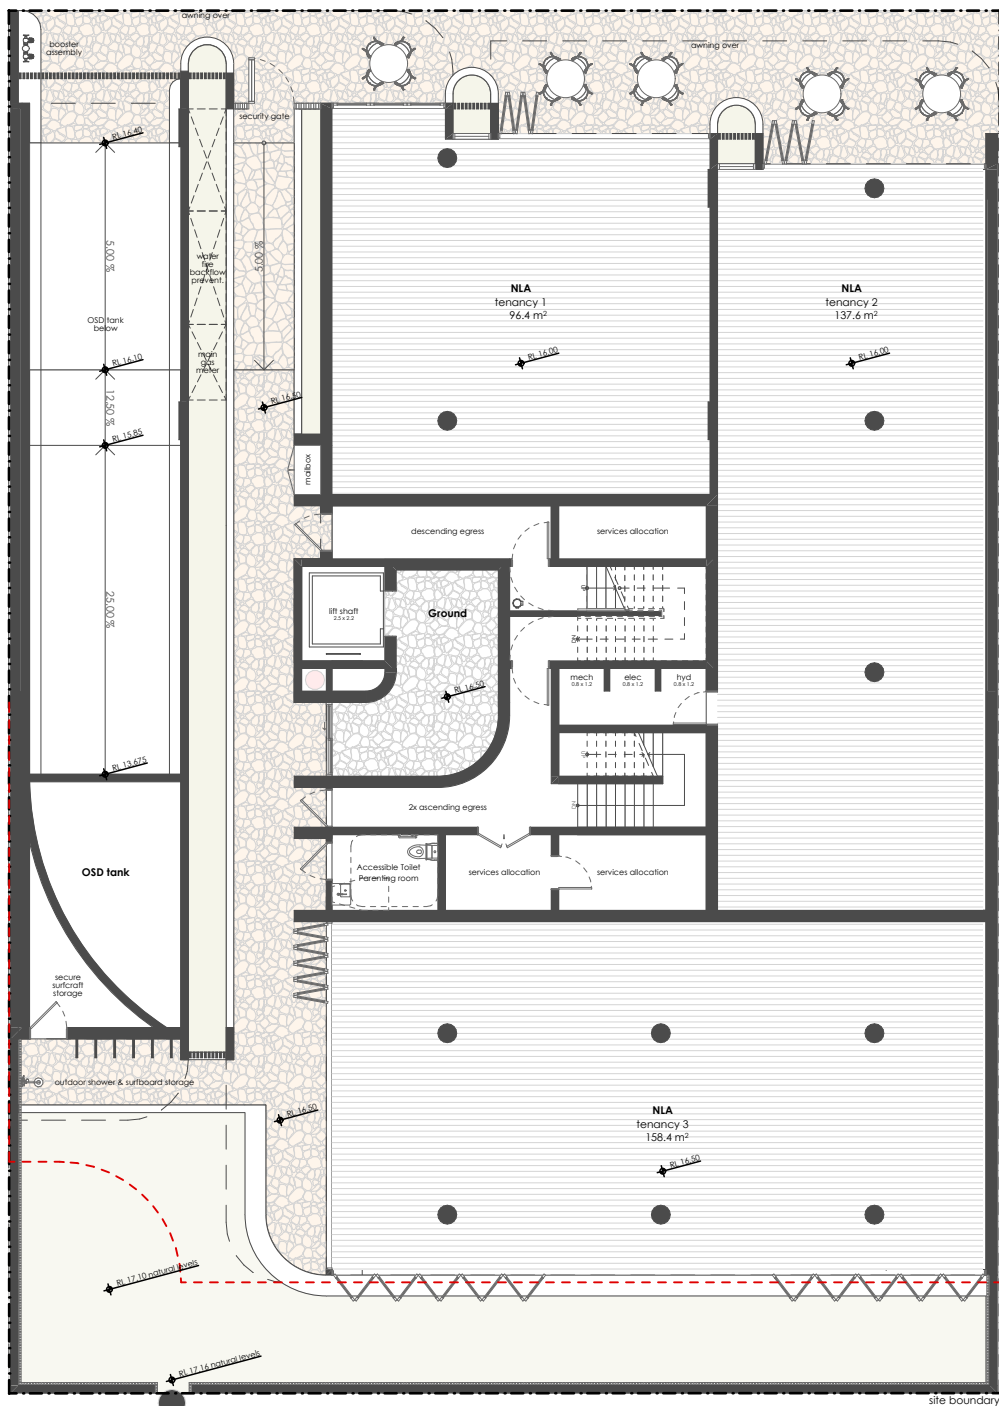 awning over
booster
assembly
awning over
security gate
RL 16.40
5.00 %
5.00 %
water
fire
backflow
prevent.
NLA
tenancy 1
96.4 m²
NLA
tenancy 2
137.6 m²
OSD tank
below
main
gas
meter
RL 16.10
RL 16.00
RL 16.00
12.50 %
RL 16.50
RL 15.85
mailbox
descending egress
services allocation
25.00 %
lift shaft
2.5 x 2.2
Ground
UP
DN
mech
0.8 x 1.2
elec
0.8 x 1.2
hyd
0.8 x 1.2
RL 16.50
UP
RL 13.675
2x ascending egress
DN
OSD tank
Accessible Toilet
Parenting room
services allocation
services allocation
secure
surfcraft
storage
outdoor shower & surfboard storage
RL 16.50
NLA
tenancy 3
158.4 m²
RL 16.50
RL 17.10 natural levels
RL 17.16 natural levels
site boundary